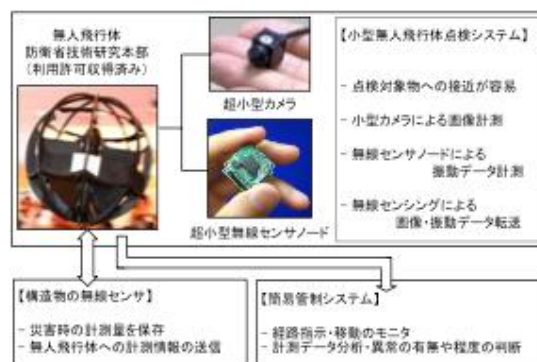 無人飛行体
防衛省技術研究本部
(利用許可取得済み)
超小型カメラ
超小型無線センサノード
【小型無人飛行体点検システム】
- 点検対象物への接近が容易
- 小型カメラによる画像計測
- 無線センサノードによる
振動データ計測
- 無線センシングによる
画像・振動データ転送
【構造物の無線センサ】
- 災害時の計測量を保存
- 無人飛行体への計測情報の送信
【簡易管制システム】
- 経路指示・移動のモニタ
- 計測データ分析・異常の有無や程度の判断